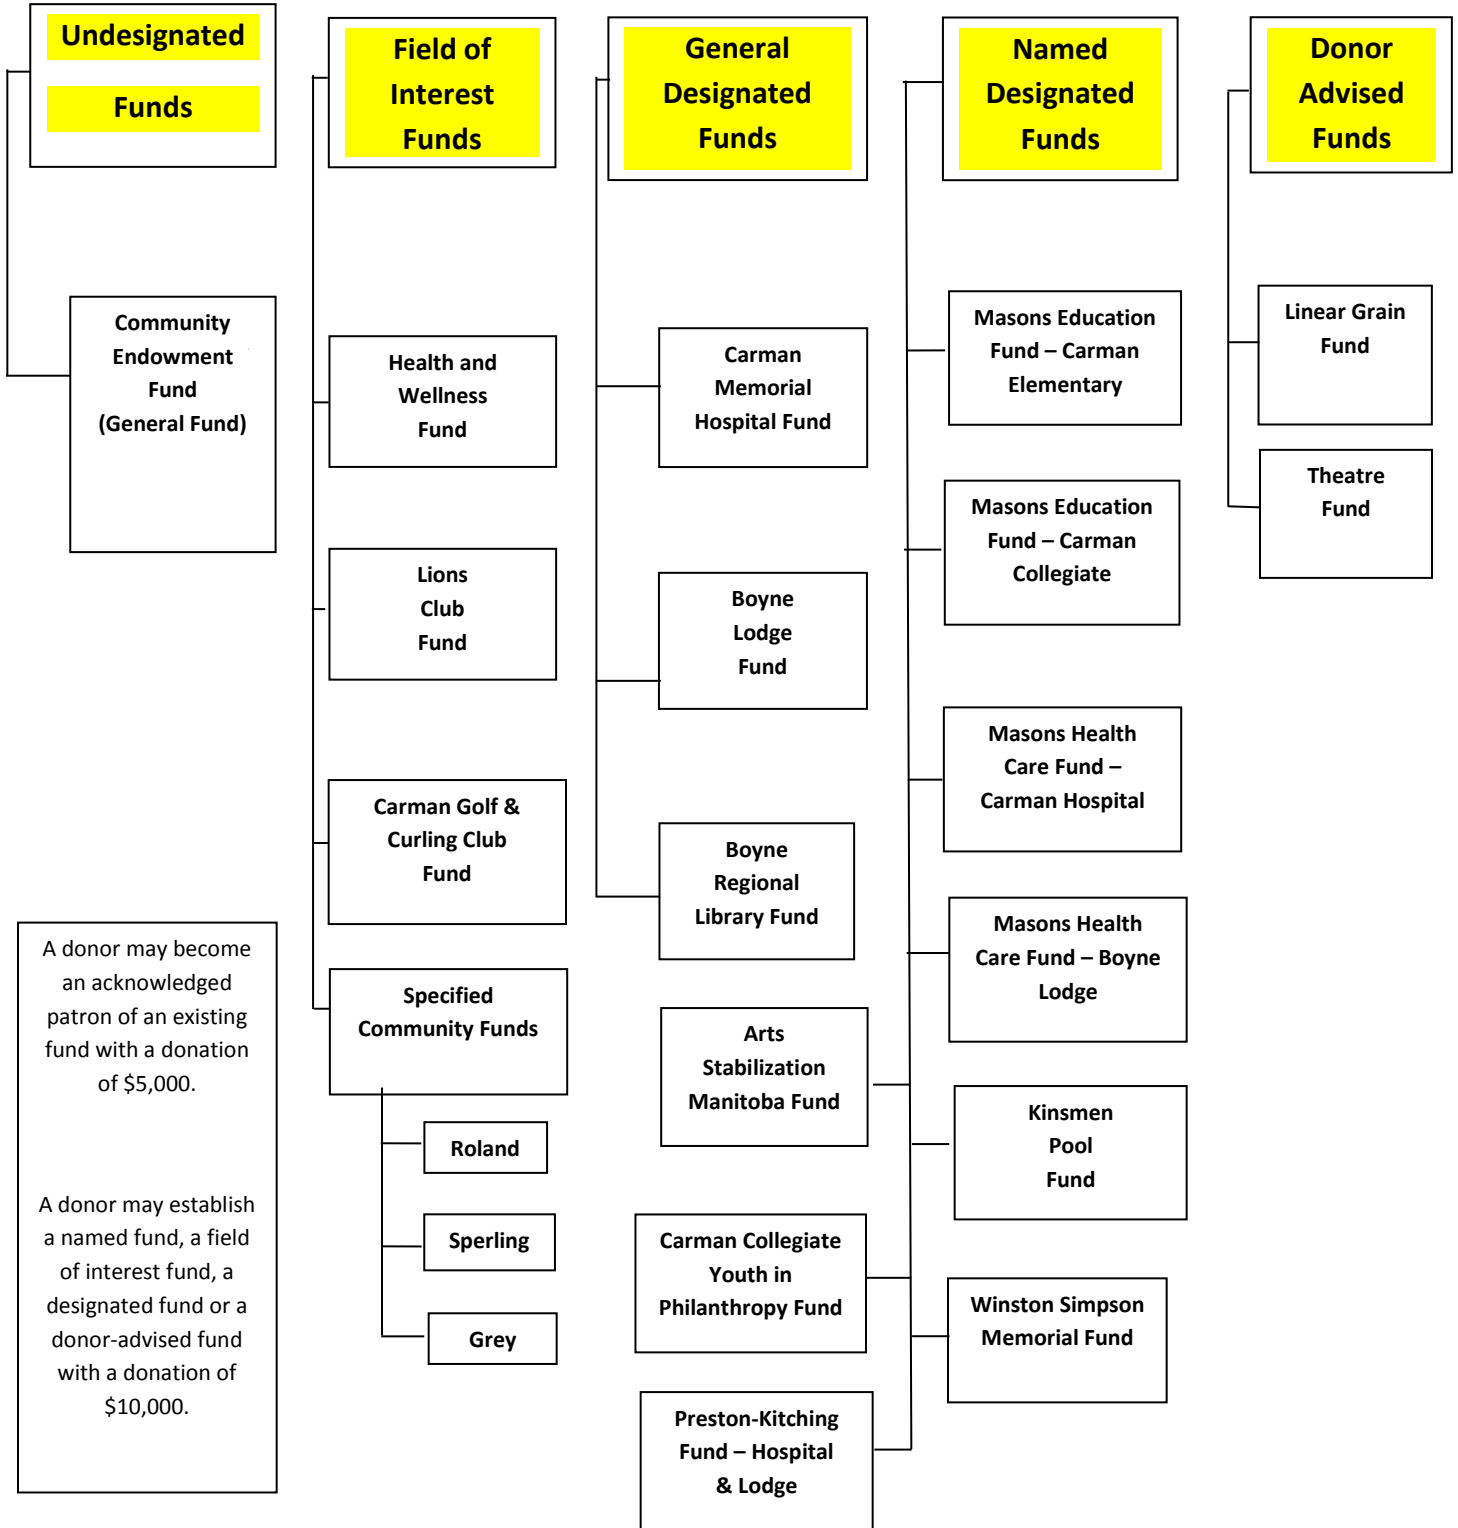 Undesignated
Funds
Field of
Interest
Funds
General
Designated
Funds
Named
Designated
Funds
Donor
Advised
Funds
Community
Endowment
Fund
(General Fund)
Health and
Wellness
Fund
Lions
Club
Fund
Carman Golf &
Curling Club
Fund
Specified
Community Funds
Roland
Sperling
Grey
Carman
Memorial
Hospital Fund
Boyne
Lodge
Fund
Boyne
Regional
Library Fund
Masons Education
Fund – Carman
Elementary
Masons Education
Fund – Carman
Collegiate
Masons Health
Care Fund –
Carman Hospital
Masons Health
Care Fund – Boyne
Lodge
Arts
Stabilization
Manitoba Fund
Kinsmen
Pool
Fund
Carman Collegiate
Youth in
Philanthropy Fund
Winston Simpson
Memorial Fund
Preston-Kitching
Fund – Hospital
& Lodge
Linear Grain
Fund
Theatre
Fund
A donor may become
an acknowledged
patron of an existing
fund with a donation
of $5,000.
A donor may establish
a named fund, a field
of interest fund, a
designated fund or a
donor-advised fund
with a donation of
$10,000.